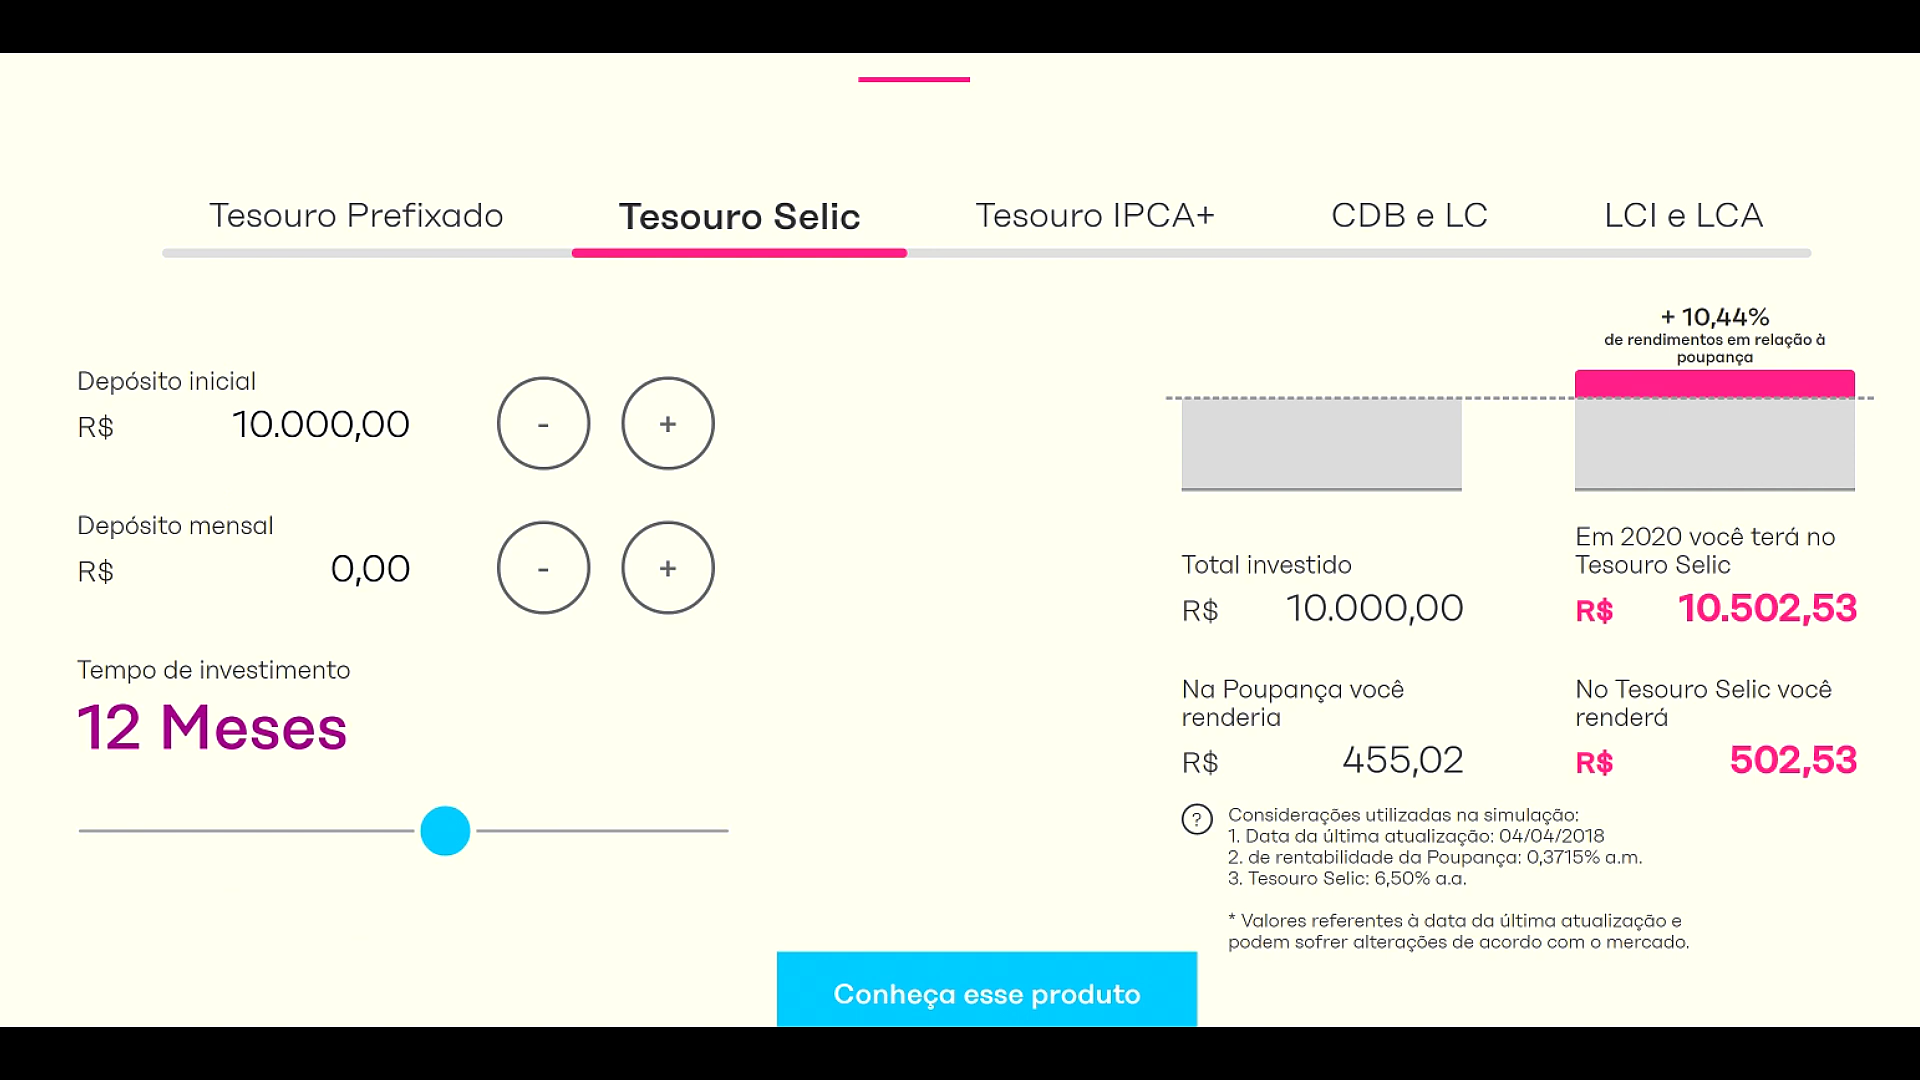 Tesouro Prefixado
Tesouro Selic
Tesouro IPCA+
CDB e LC
LCI e LCA
Depósito inicial
R$ 10.000,00
-
+
Depósito mensal
R$ 0,00
-
+
Tempo de investimento
12 Meses
+ 10,44%
de rendimentos em relação à
poupança
Total investido
R$ 10.000,00
Em 2020 você terá no
Tesouro Selic
R$ 10.502,53
Na Poupança você
renderia
R$ 455,02
No Tesouro Selic você
renderá
R$ 502,53
?
Considerações utilizadas na simulação:
1. Data da última atualização: 04/04/2018
2. de rentabilidade da Poupança: 0,3715% a.m.
3. Tesouro Selic: 6,50% a.a.
* Valores referentes à data da última atualização e
podem sofrer alterações de acordo com o mercado.
Conheça esse produto